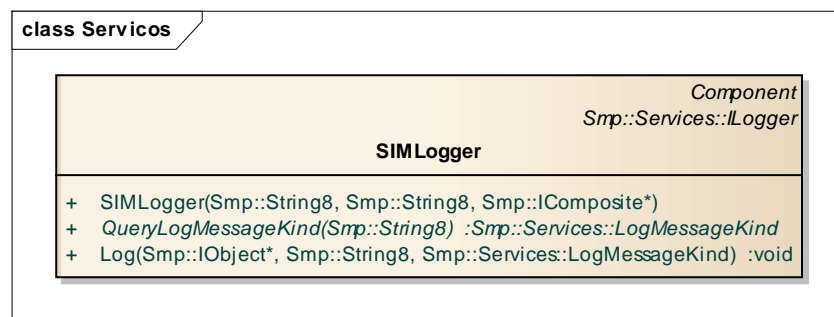 class Servicos
Component
Smp::Services::ILogger
SIMLogger
+ SIMLogger(Smp::String8, Smp::String8, Smp::IComposite*)
+ QueryLogMessageKind(Smp::String8) :Smp::Services::LogMessageKind
+ Log(Smp::IObject*, Smp::String8, Smp::Services::LogMessageKind) :void